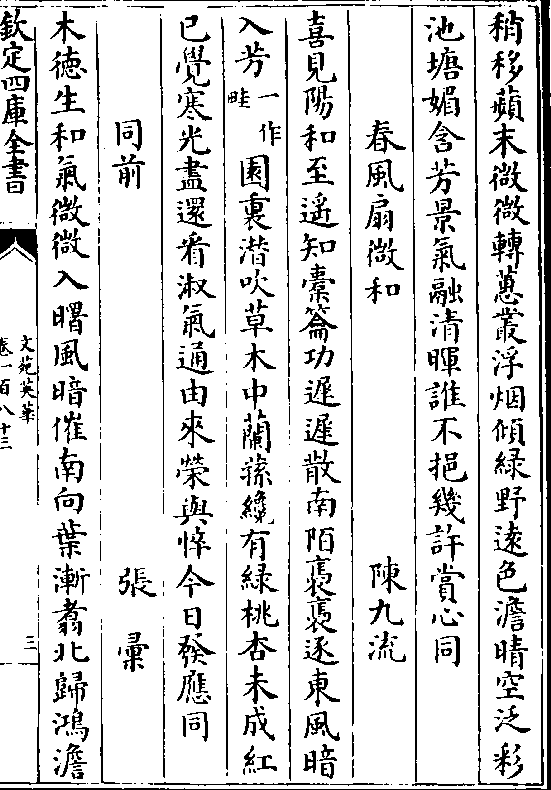 稍移蘋末微微轉蕙叢浮烟傾緑野遠色澹晴空泛彩
池塘媚含芳景氣融清暉誰不挹幾許賞心同
春風扇微和 陳九流
喜見陽和至遥知橐籥功遲遲散南陌裊裊逐東風暗
入芳一作畦園裏潛吹草木中蘭蓀纔有緑桃杏未成紅
已覺寒光盡還看淑氣通由來榮與悴今日發應同
同前 張彚
木德生和氣微微入曙風暗催南向葉漸翥北歸鴻澹
欽定四庫全書
文苑英華
卷一百八十三
三